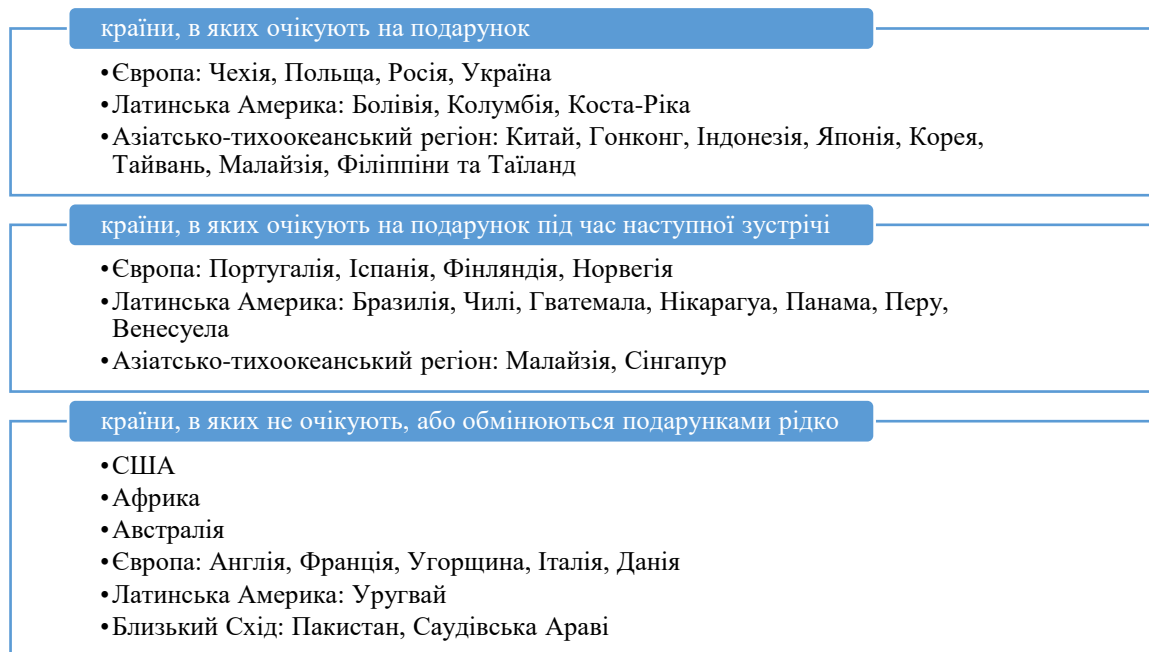 країни, в яких очікують на подарунок
•Європа: Чехія, Польща, Росія, Україна
•Латинська Америка: Болівія, Колумбія, Коста-Ріка
•Азіатсько-тихоокеанський регіон: Китай, Гонконг, Індонезія, Японія, Корея,
Тайвань, Малайзія, Філіппіни та Таїланд
країни, в яких очікують на подарунок під час наступної зустрічі
•Європа: Португалія, Іспанія, Фінляндія, Норвегія
•Латинська Америка: Бразилія, Чилі, Гватемала, Нікарагуа, Панама, Перу,
Венесуела
•Азіатсько-тихоокеанський регіон: Малайзія, Сінгапур
країни, в яких не очікують, або обмінюються подарунками рідко
•США
•Африка
•Австралія
•Європа: Англія, Франція, Угорщина, Італія, Данія
•Латинська Америка: Уругвай
•Близький Схід: Пакистан, Саудівська Араві